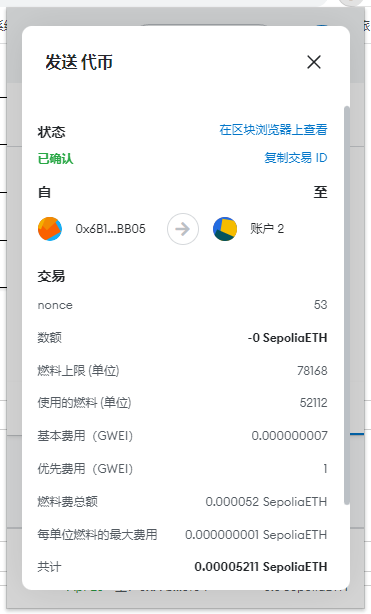 发送 代币
状态
在区块浏览器上查看
已确认
复制交易 ID
自
至
0x6B1...BB05
账户 2
交易
nonce
53
数额
-0 SepoliaETH
燃料上限 (单位)
78168
使用的燃料 (单位)
52112
基本费用（GWEI）
0.000000007
优先费用（GWEI）
1
燃料费总额
0.000052 SepoliaETH
每单位燃料的最大费用
0.000000001 SepoliaETH
共计
0.00005211 SepoliaETH